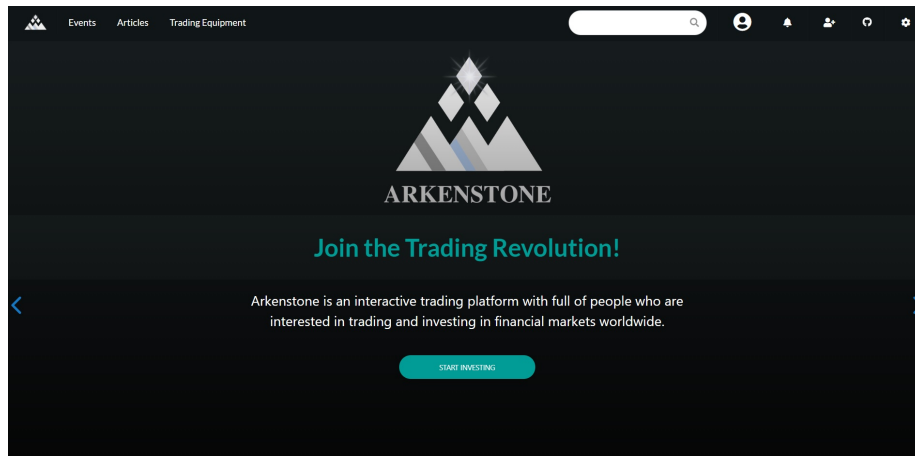 Events Articles Trading Equipment
ARKENSTONE
Join the Trading Revolution!
Arkenstone is an interactive trading platform with full of people who are
interested in trading and investing in financial markets worldwide.
START INVESTING